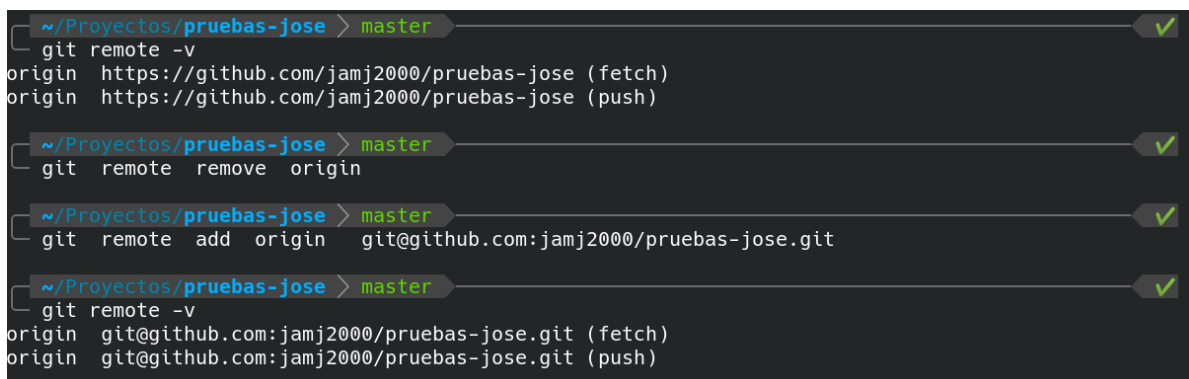 ~/Proyectos/pruebas-jose master ✔
git remote -v
origin  https://github.com/jamj2000/pruebas-jose (fetch)
origin  https://github.com/jamj2000/pruebas-jose (push)
~/Proyectos/pruebas-jose master ✔
git  remote  remove  origin
~/Proyectos/pruebas-jose master ✔
git  remote  add  origin   git@github.com:jamj2000/pruebas-jose.git
~/Proyectos/pruebas-jose master ✔
git remote -v
origin  git@github.com:jamj2000/pruebas-jose.git (fetch)
origin  git@github.com:jamj2000/pruebas-jose.git (push)